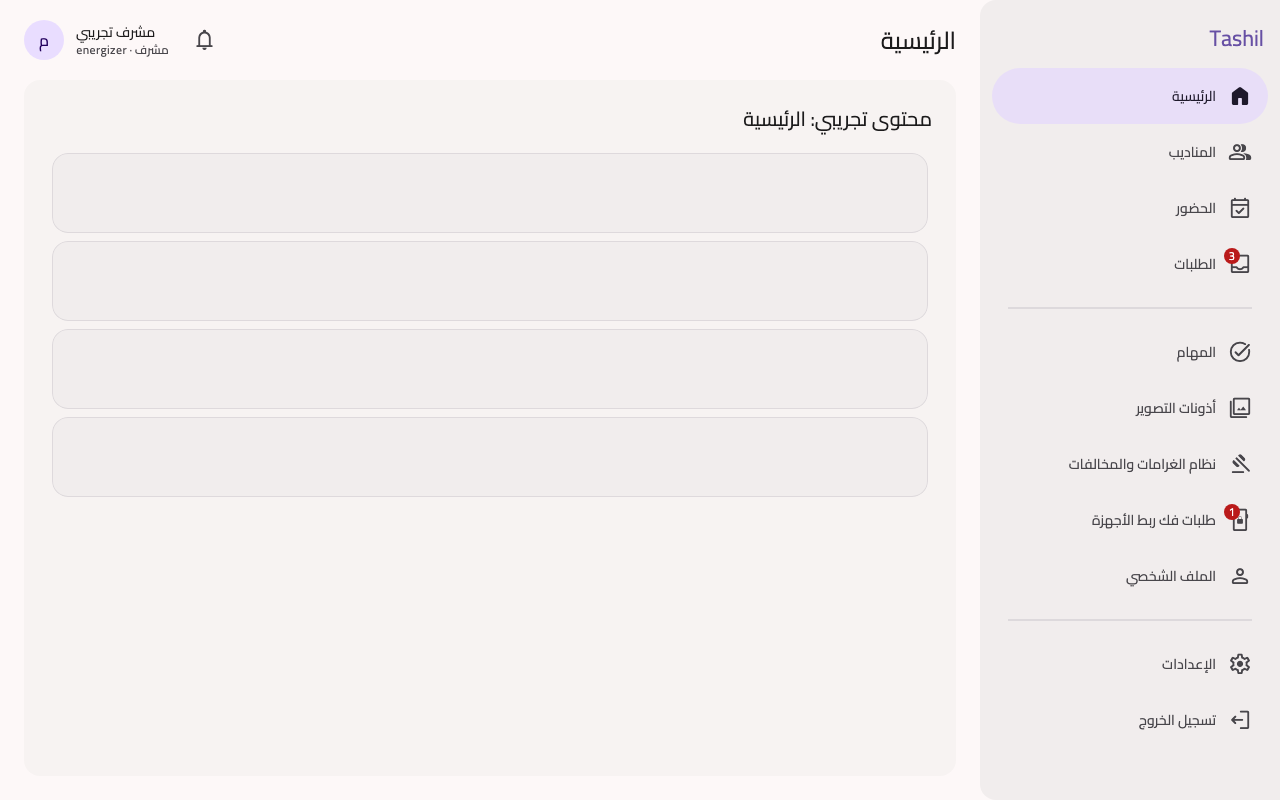 Tashil
الرئيسية
المناديب
الحضور
3
الطلبات
المهام
أذونات التصوير
نظام الغرامات والمخالفات
1
طلبات فك ربط الأجهزة
الملف الشخصي
الإعدادات
تسجيل الخروج
الرئيسية
مشرف تجريبي
مشرف · energizer
م
محتوى تجريبي: الرئيسية